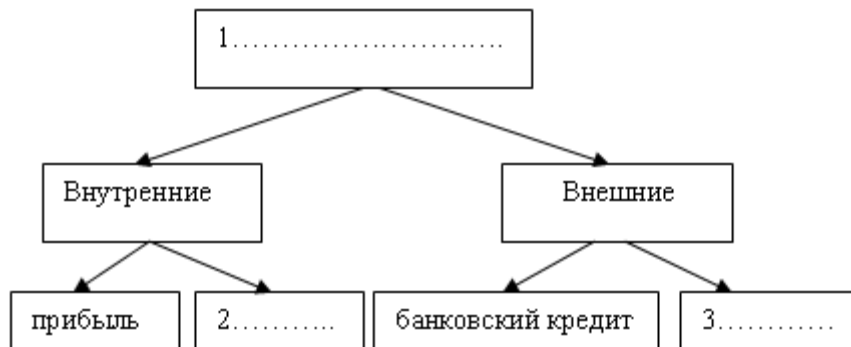 1………………………….
Внутренние
Внешние
прибыль
2………..
банковский кредит
3…………